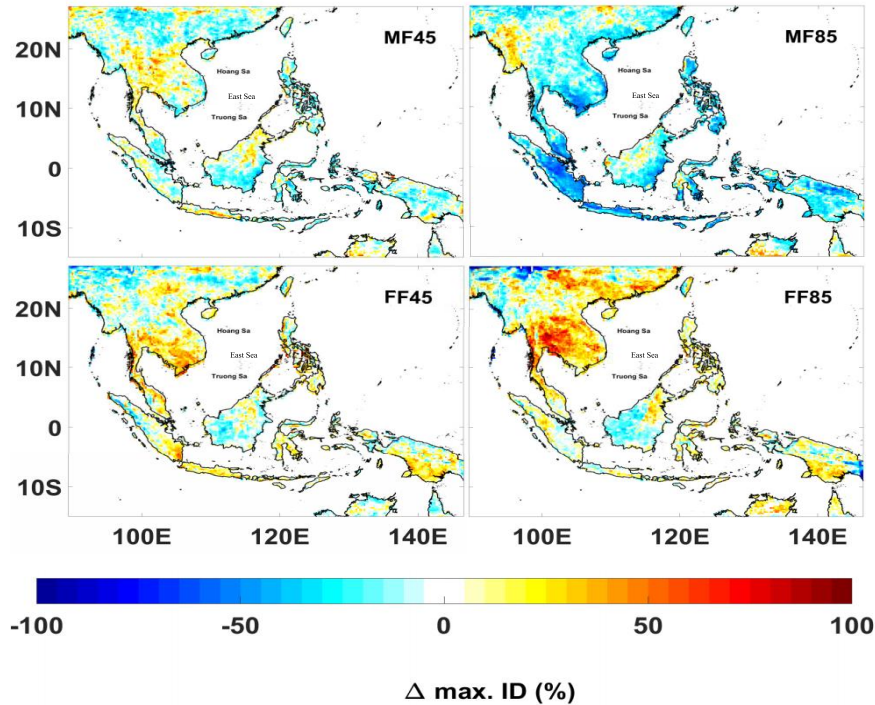 MF45
MF85
20N
Hoang Sa
Hoang Sa
10N
East Sea
East Sea
Truong Sa
Truong Sa
0
10S
FF45
FF85
20N
Hoang Sa
Hoang Sa
10N
East Sea
East Sea
Truong Sa
Truong Sa
0
10S
100E 120E 140E 100E 120E 140E
-100 -50 0 50 100
Δ max. ID (%)